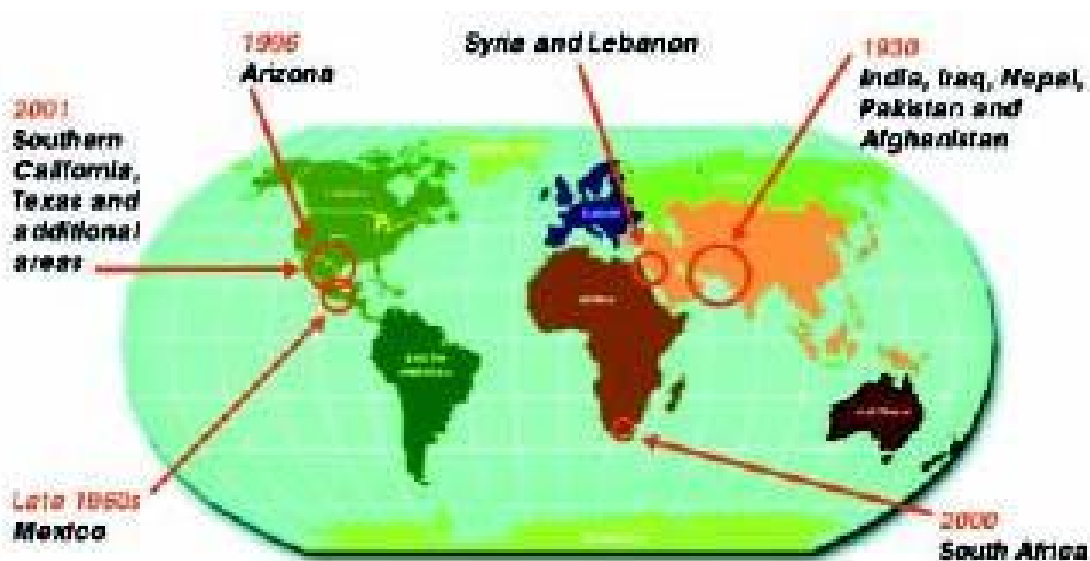 1996
Arizona
Syria and Lebanon
1930
India, Iraq, Nepal,
Pakistan and
Afghanistan
2001
Southern
California,
Texas and
additional
areas
Late
Mexico
2000
South Africa